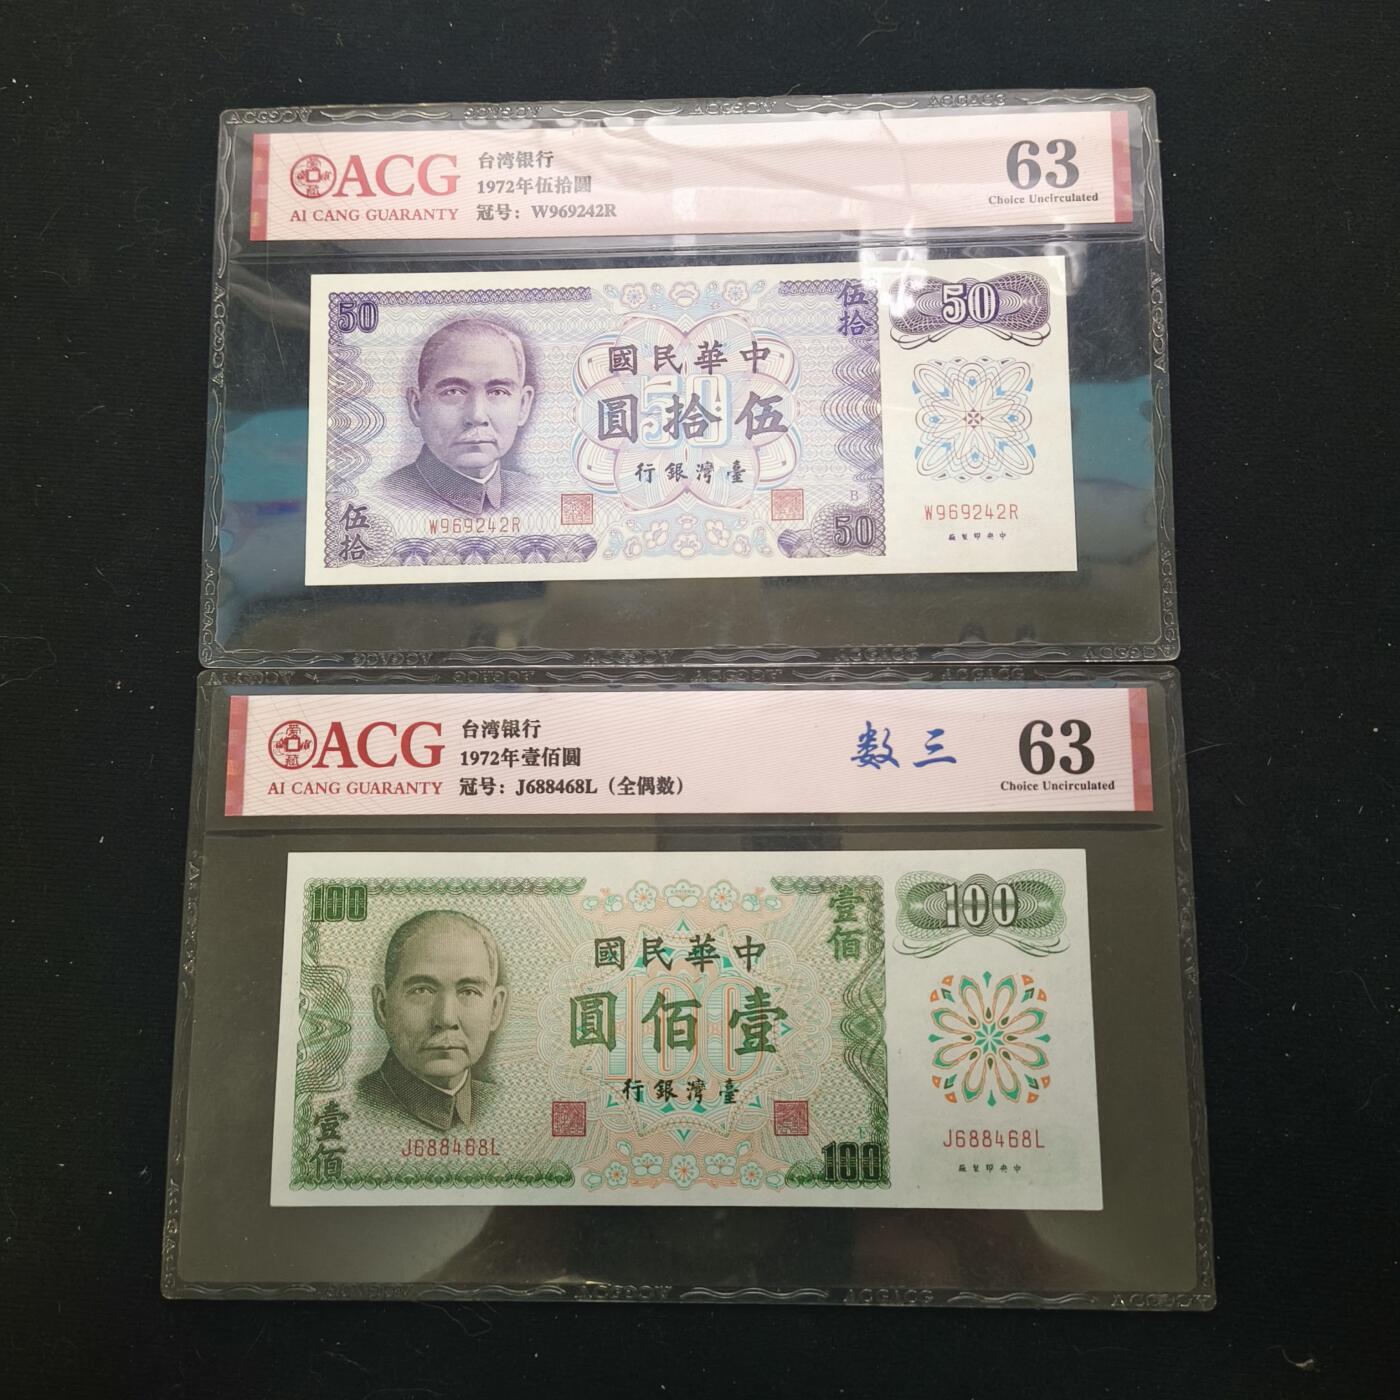 ACG
AI CANG GUARANTY
台湾银行
1972年伍拾圆
冠号：W969242R
63
Choice Uncirculated
50
伍拾
50
國民華中
圓拾伍
50
行銀灣臺
伍拾
W969242R
B
50
W969242R
廠製印央中
ACG
AI CANG GUARANTY
台湾银行
1972年壹佰圆
冠号：J688468L（全偶数）
数三
63
Choice Uncirculated
100
壹佰
100
國民華中
圓佰壹
100
行銀灣臺
壹佰
J688468L
100
J688468L
廠製印央中